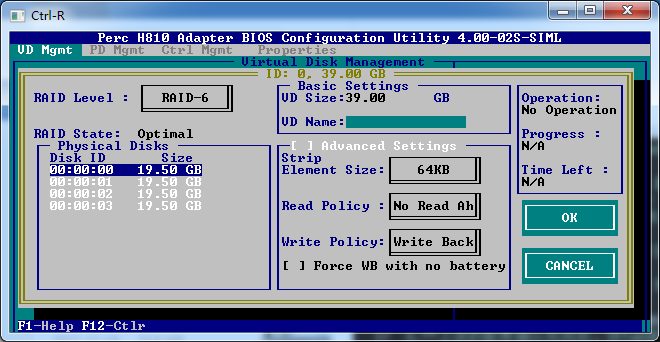 Ctrl-R
Perc H810 Adapter BIOS Configuration Utility 4.00-02S-SIML
VD Mgmt PD Mgmt Ctrl Mgmt Properties
Virtual Disk Management
ID: 0, 39.00 GB
RAID Level : RAID-6
RAID State: Optimal
Physical Disks
Disk ID Size
00:00:00 19.50 GB
00:00:01 19.50 GB
00:00:02 19.50 GB
00:00:03 19.50 GB
Basic Settings
VD Size:39.00 GB
VD Name:
[ ] Advanced Settings
Strip
Element Size: 64KB
Read Policy : No Read Ah
Write Policy: Write Back
[ ] Force WB with no battery
Operation:
No Operation
Progress :
N/A
Time Left :
N/A
OK
CANCEL
F1-Help F12-Ctlr